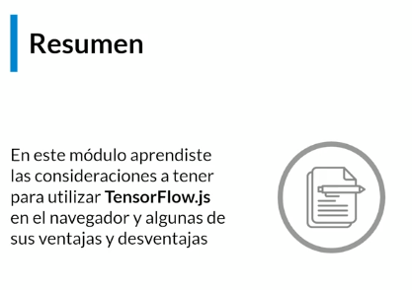 Resumen
En este módulo aprendiste
las consideraciones a tener
para utilizar TensorFlow.js
en el navegador y algunas de
sus ventajas y desventajas